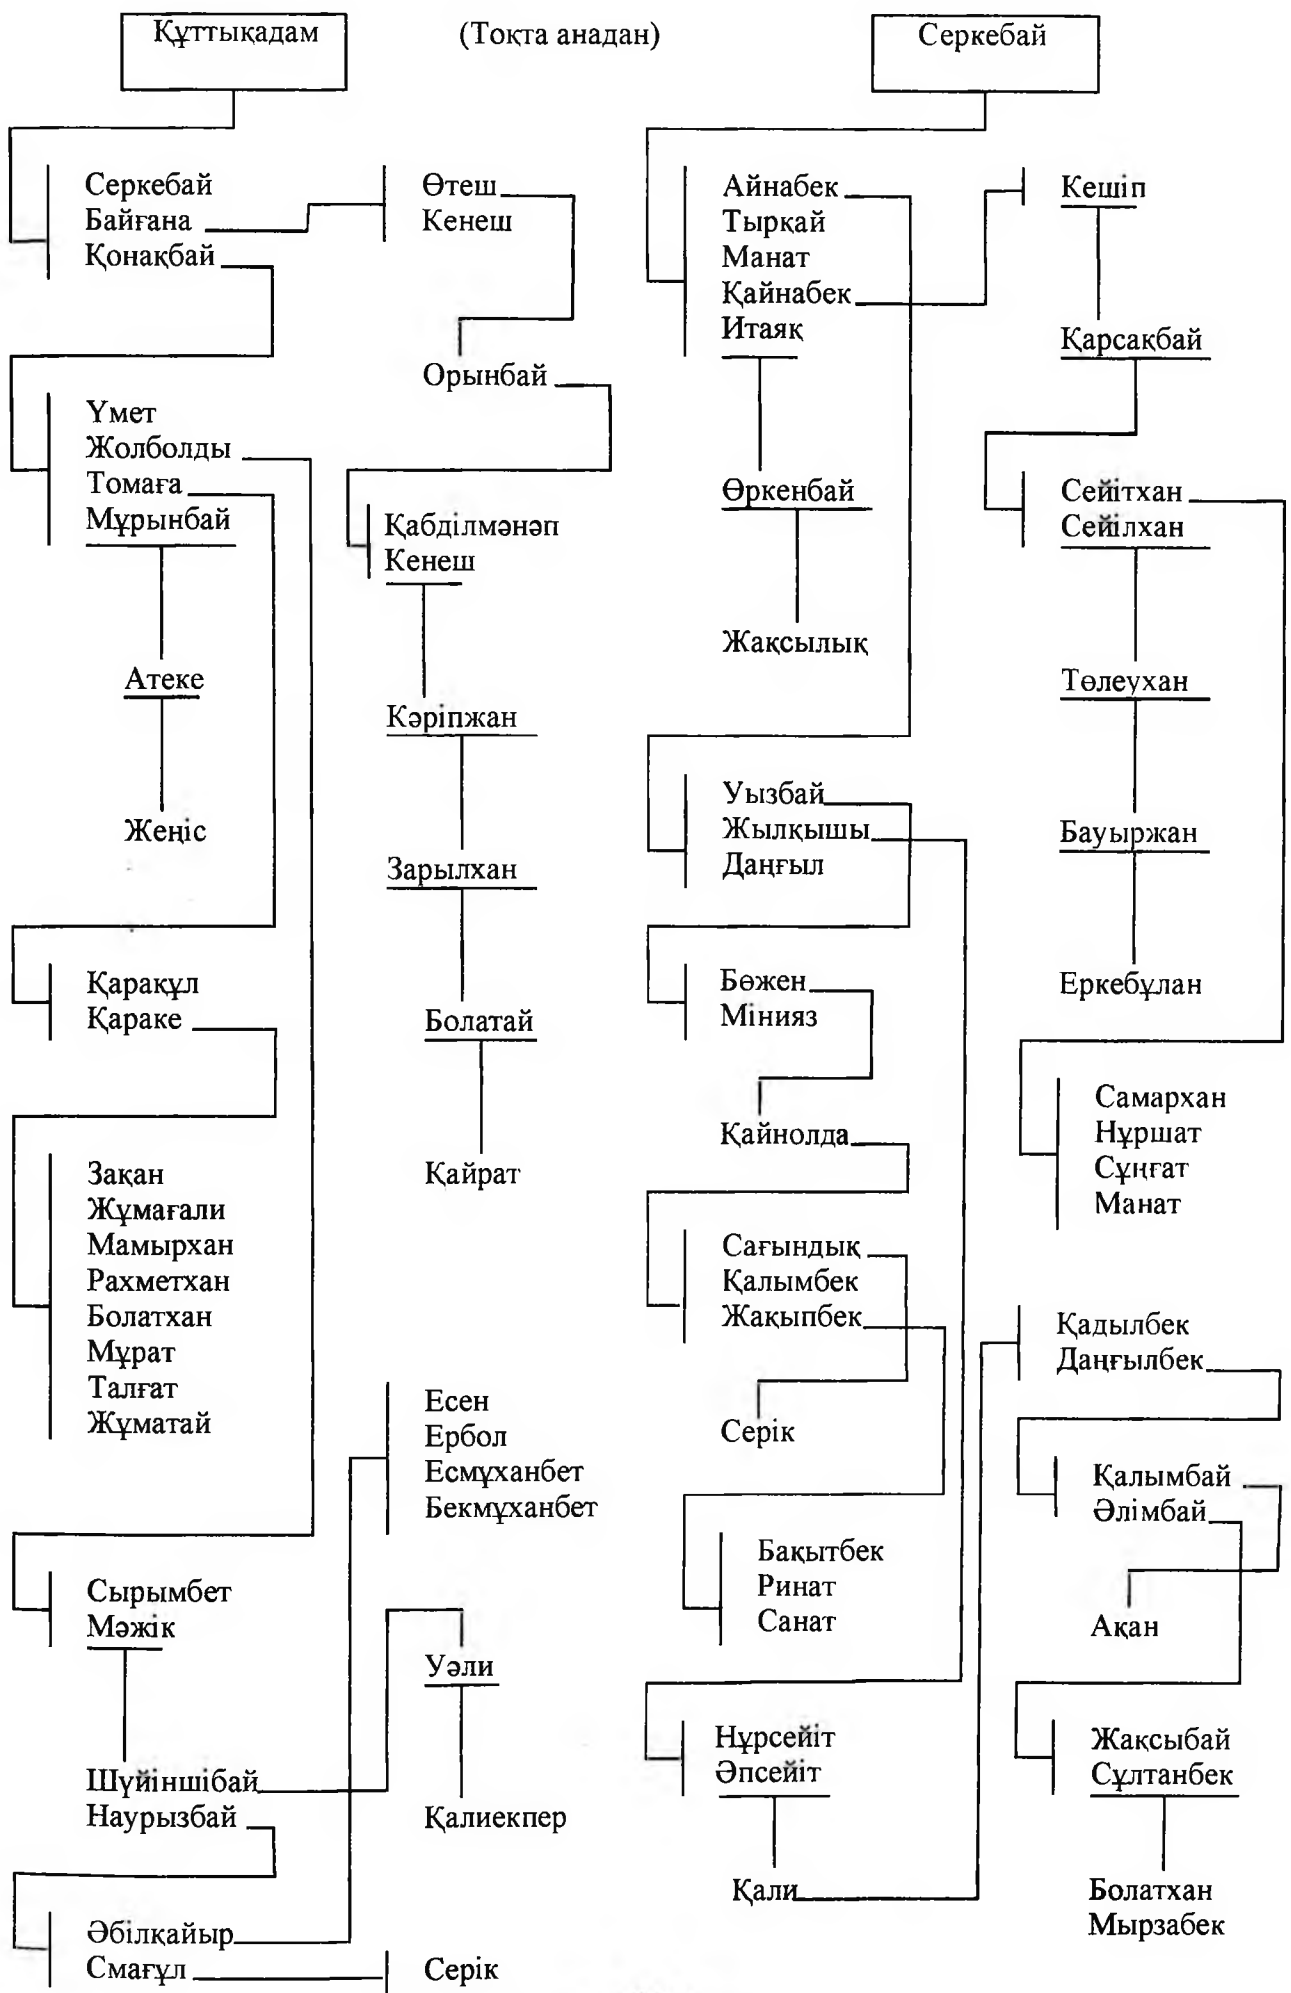 Құттықадам
(Тоқта анадан)
Серкебай
Серкебай
Байғана
Қонақбай
Өтеш
Кенеш
Орынбай
Үмет
Жолболды
Томаға
Мұрынбай
Қабділмәнәп
Кенеш
Атеке
Кәріпжан
Женіс
Зарылхан
Қарақұл
Қараке
Болатай
Қайрат
Зақан
Жұмағали
Мамырхан
Рахметхан
Болатхан
Мұрат
Талғат
Жұматай
Есен
Ербол
Есмұханбет
Бекмұханбет
Сырымбет
Мәжік
Уәли
Шүйіншібай
Наурызбай
Қалиекпер
Әбілқайыр
Смағұл
Серік
Айнабек
Тырқай
Манат
Қайнабек
Итаяқ
Кешіп
Қарсақбай
Өркенбай
Жақсылық
Сейітхан
Сейілхан
Төлеухан
Бауыржан
Еркебұлан
Уызбай
Жылқышы
Даңғыл
Бөжен
Мінияз
Қайнолда
Самархан
Нұршат
Сұңғат
Манат
Сағындық
Қалымбек
Жақыпбек
Серік
Бақытбек
Ринат
Санат
Қадылбек
Даңғылбек
Қалымбай
Әлімбай
Ақан
Нұрсейіт
Әпсейіт
Қали
Жақсыбай
Сұлтанбек
Болатхан
Мырзабек